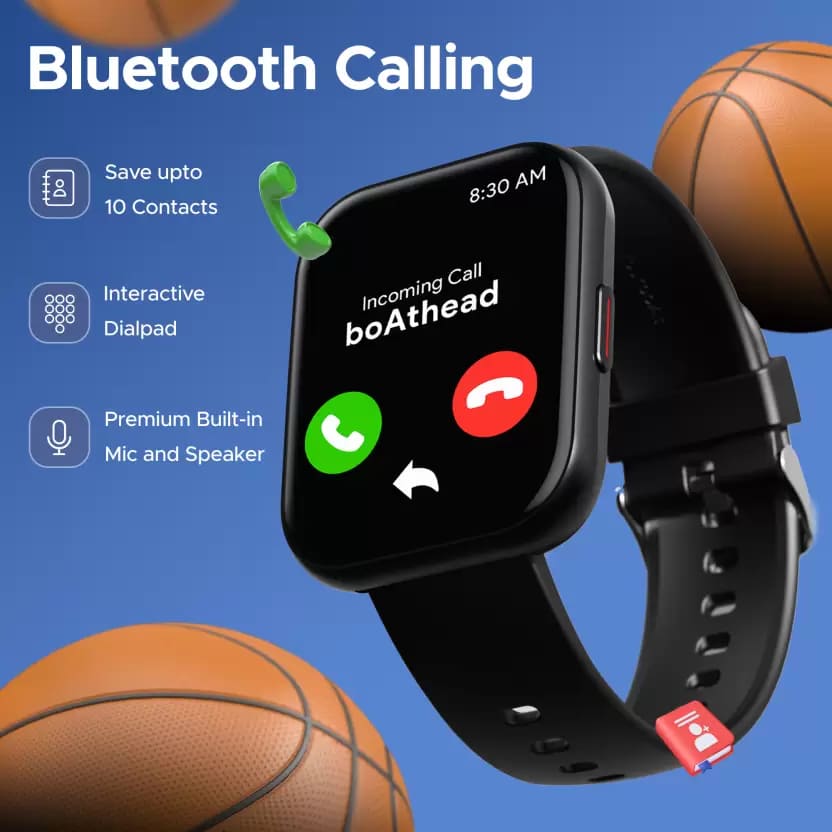 Bluetooth Calling
Save upto
10 Contacts
Interactive
Dialpad
Premium Built-in
Mic and Speaker
8:30 AM
Incoming Call
boAthead